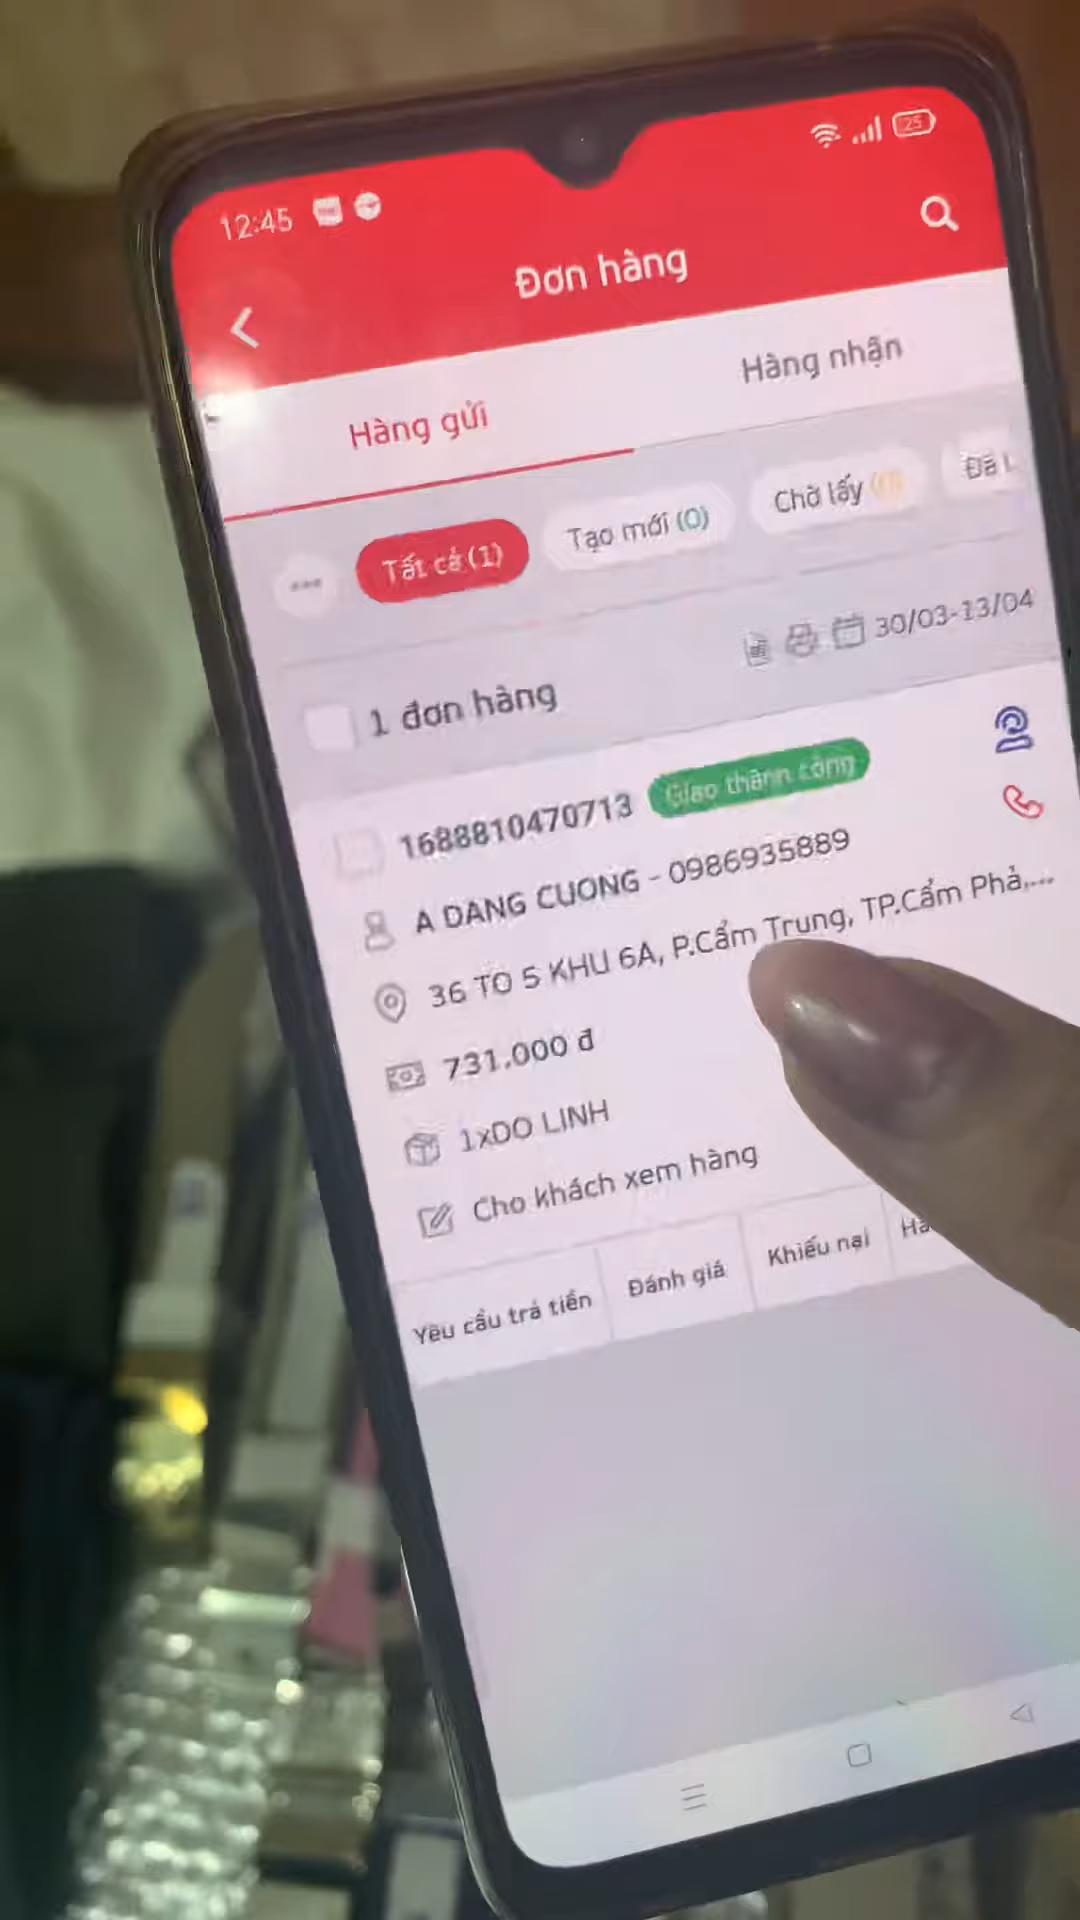 12:45
25
Đơn hàng
Hàng gửi
Hàng nhận
Tất cả (1)
Tạo mới (0)
Chờ lấy
Đã
30/03-13/04
1 đơn hàng
1688810470713
Giao thành công
A DANG CUONG - 0986935889
36 TO 5 KHU 6A, P.Cẩm Trung, TP.Cẩm Phả,...
731.000 đ
1xDO LINH
Cho khách xem hàng
Yêu cầu trả tiền
Đánh giá
Khiếu nại